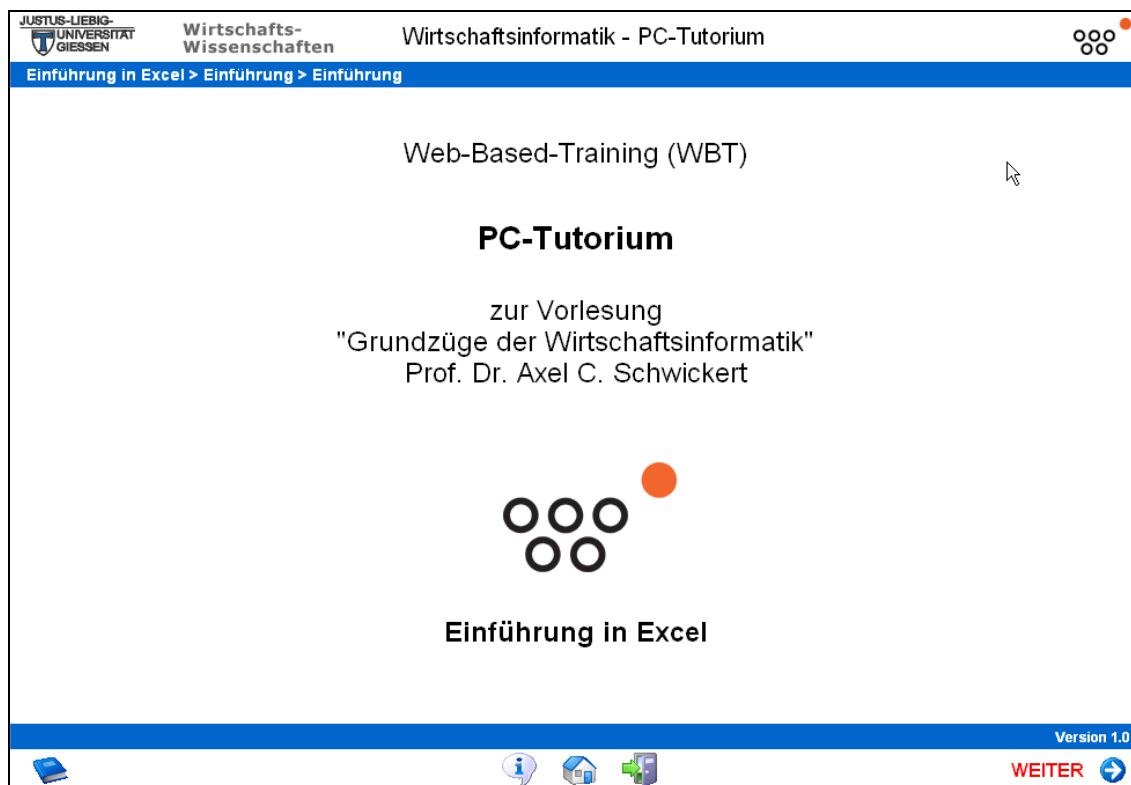 JUSTUS-LIEBIG-
UNIVERSITÄT
GIESSEN
Wirtschafts-
Wissenschaften
Wirtschaftsinformatik - PC-Tutorium
Einführung in Excel > Einführung > Einführung
Web-Based-Training (WBT)
PC-Tutorium
zur Vorlesung
"Grundzüge der Wirtschaftsinformatik"
Prof. Dr. Axel C. Schwickert
Einführung in Excel
Version 1.0
WEITER